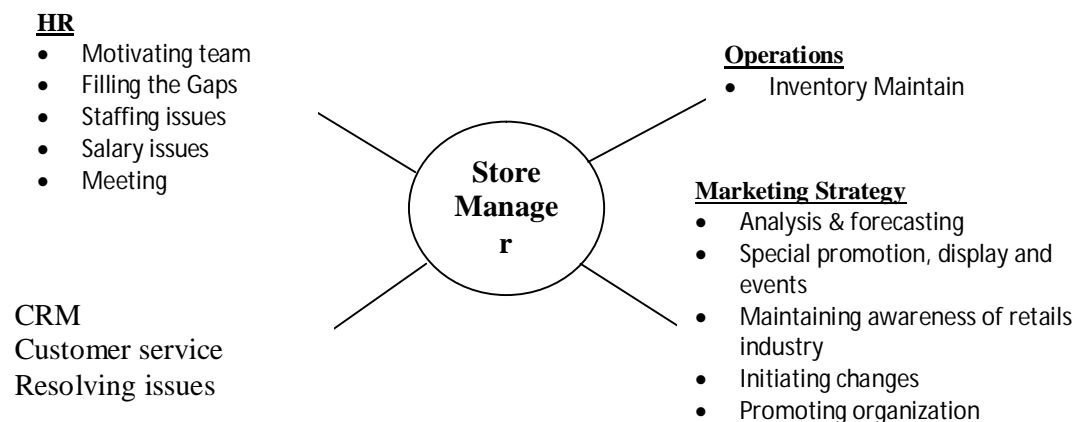 HR
• Motivating team
• Filling the Gaps
• Staffing issues
• Salary issues
• Meeting
Operations
• Inventory Maintain
Store
Manage
r
Marketing Strategy
• Analysis & forecasting
• Special promotion, display and
events
• Maintaining awareness of retails
industry
• Initiating changes
• Promoting organization
CRM
Customer service
Resolving issues